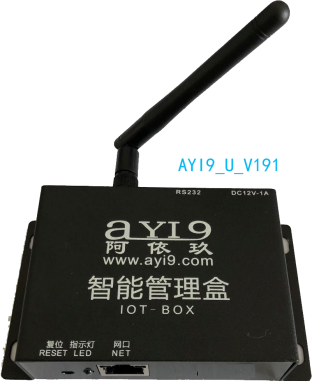 AYI9_U_V191
RS232 DC12V-1A
aYI9
阿依玖
www.ayi9.com
智能管理盒
IOT-BOX
复位 指示灯 网口
RESET LED NET